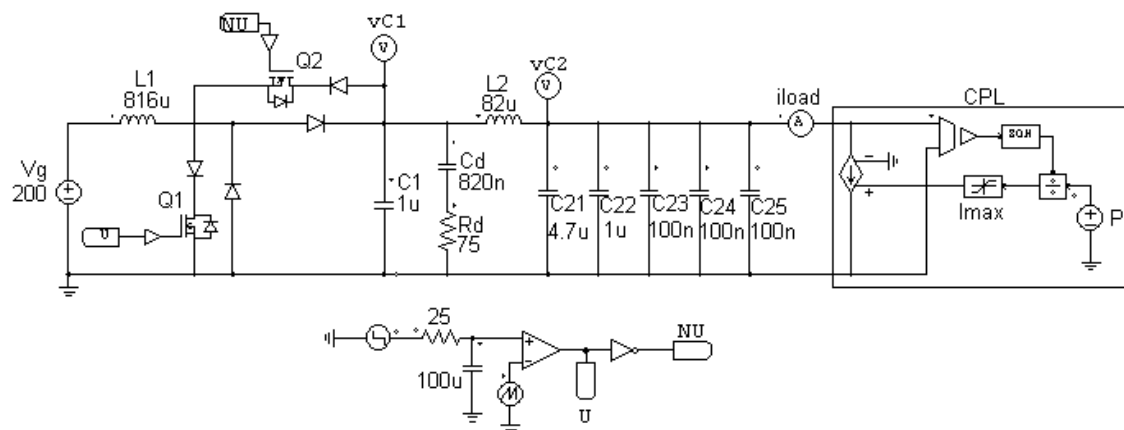 NU
vC1
Q2
L1
816u
vC2
L2
82u
iload
CPL
V
V
A
SQR
Vg
200
Q1
U
Cd
820n
C1
1u
Rd
75
C21
4.7u
C22
1u
C23
100n
C24
100n
C25
100n
Imax
P
25
100u
NU
U